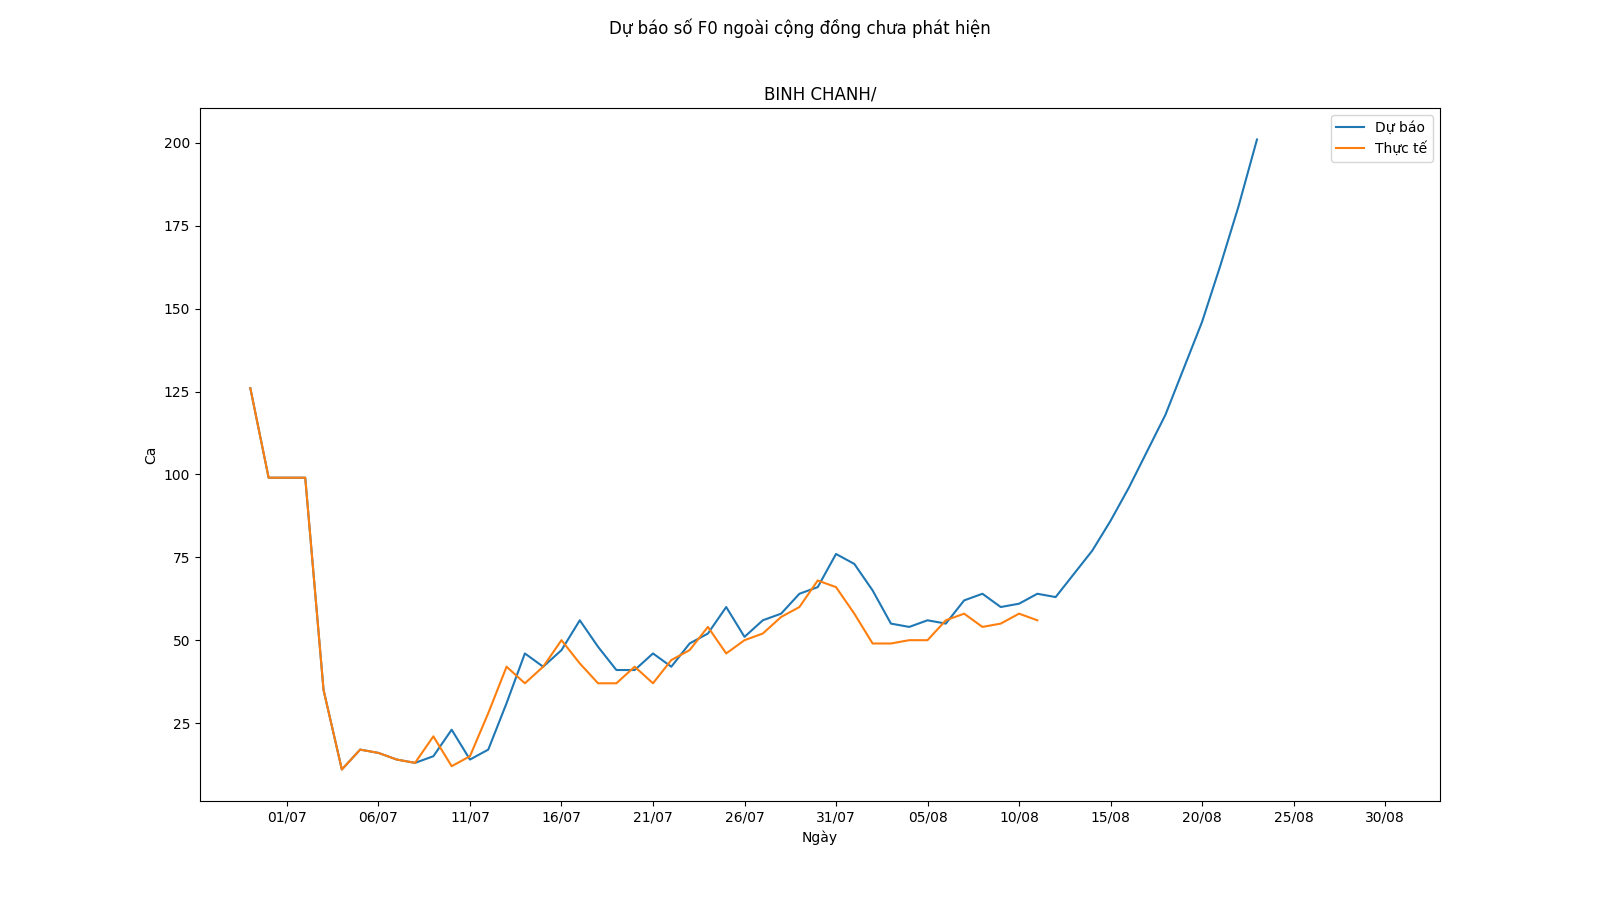 Dự báo số F0 ngoài cộng đồng chưa phát hiện
BINH CHANH/
Dự báo
Thực tế
200
175
150
125
100
75
50
25
Ca
01/07 06/07 11/07 16/07 21/07 26/07 31/07 05/08 10/08 15/08 20/08 25/08 30/08
Ngày